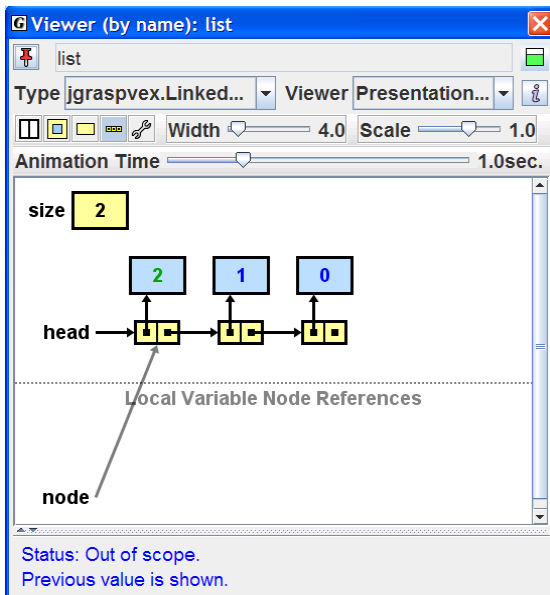 G Viewer (by name): list
list
Type jgraspvex.Linked... Viewer Presentation... i
Width 4.0 Scale 1.0
Animation Time 1.0sec.
size 2
2 1 0
head
Local Variable Node References
node
Status: Out of scope.
Previous value is shown.